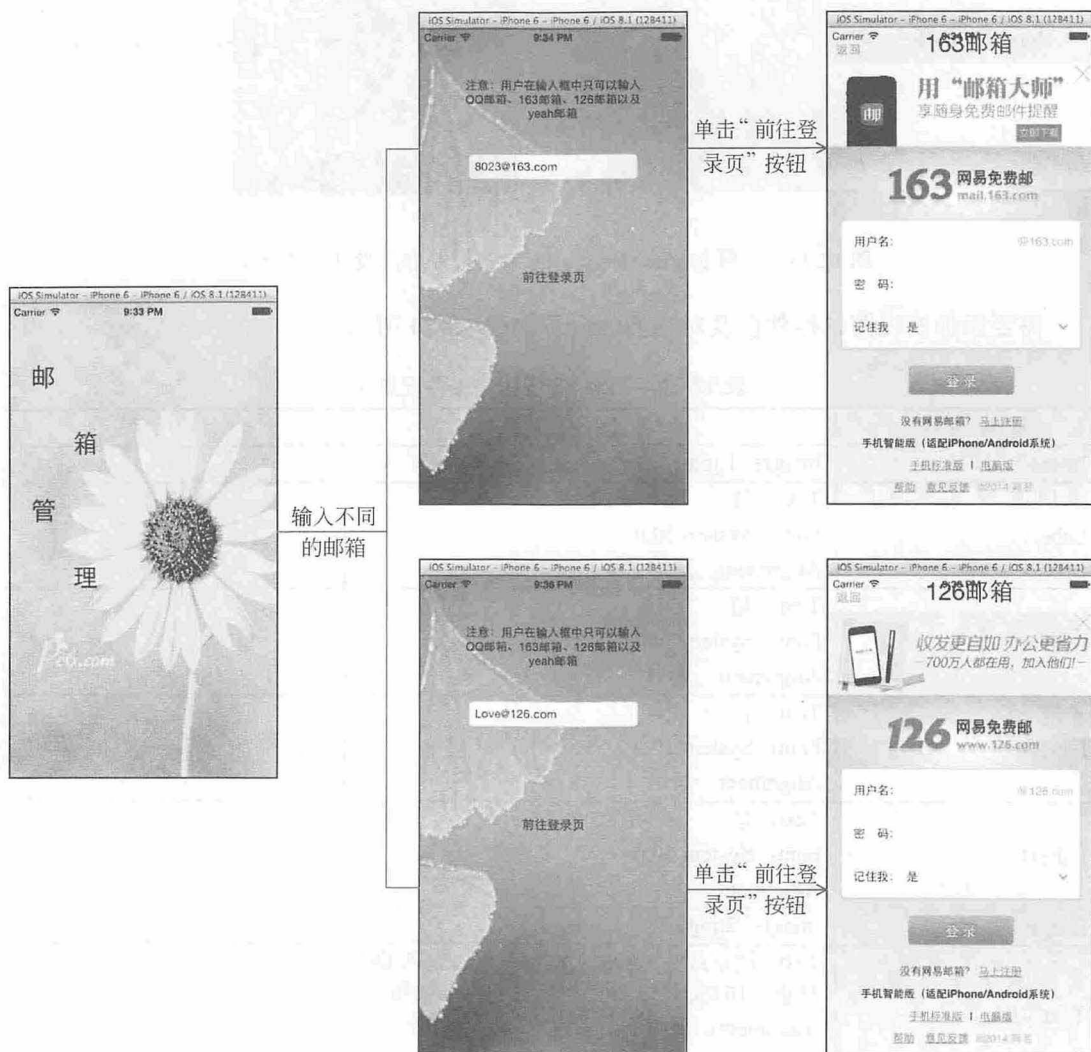 iOS Simulator - iPhone 6 - iPhone 6 / iOS 8.1 (12B411)
Carrier
9:33 PM
邮
箱
管
理
输入不同
的邮箱
iOS Simulator - iPhone 6 - iPhone 6 / iOS 8.1 (12B411)
Carrier
9:34 PM
注意:用户在输入框中只可以输入
QQ邮箱、163邮箱、126邮箱以及
yeah邮箱
8023@163.com
前往登录页
单击“前往登
录页”按钮
iOS Simulator - iPhone 6 - iPhone 6 / iOS 8.1 (12B411)
Carrier
9:34 PM
返回
163邮箱
用“邮箱大师”
享随身免费邮件提醒
立即下载
163 网易免费邮
mail.163.com
用户名:
@163.com
密 码:
记住我 是
登录
没有网易邮箱? 马上注册
手机智能版(适配iPhone/Android系统)
手机标准版 | 电脑版
帮助 意见反馈 ©2014 网易
iOS Simulator - iPhone 6 - iPhone 6 / iOS 8.1 (12B411)
Carrier
9:36 PM
注意:用户在输入框中只可以输入
QQ邮箱、163邮箱、126邮箱以及
yeah邮箱
Love@126.com
前往登录页
单击“前往登
录页”按钮
iOS Simulator - iPhone 6 - iPhone 6 / iOS 8.1 (12B411)
Carrier
返回
126邮箱
收发更自如 办公更省力
700万人都在用,加入他们!
126 网易免费邮
www.126.com
用户名:
@126.com
密 码:
记住我: 是
登录
没有网易邮箱? 马上注册
手机智能版(适配iPhone/Android系统)
手机标准版 | 电脑版
帮助 意见反馈 ©2014 网易